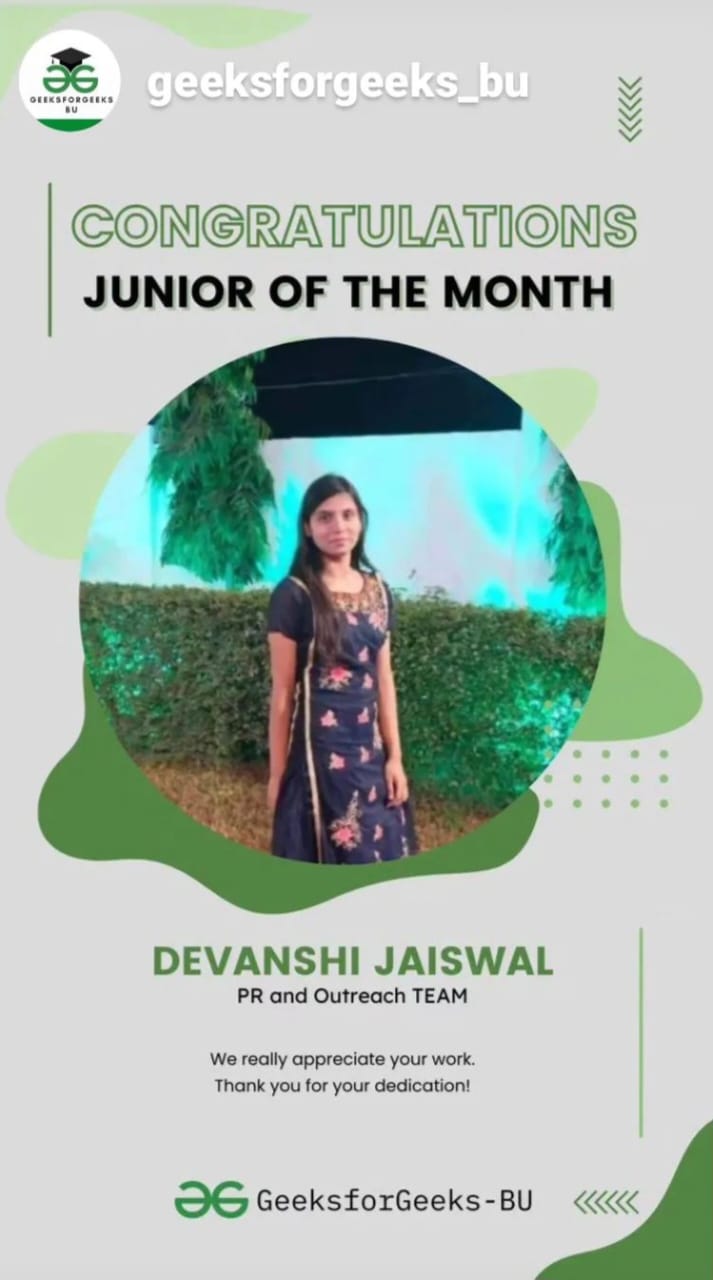 GEEKSFORGEEKS
BU
geeksforgeeks_bu
CONGRATULATIONS
JUNIOR OF THE MONTH
DEVANSHI JAISWAL
PR and Outreach TEAM
We really appreciate your work.
Thank you for your dedication!
GeeksforGeeks-BU